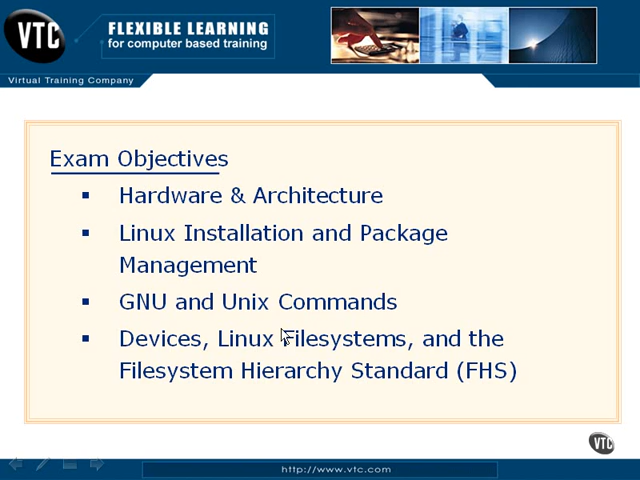 VTC
FLEXIBLE LEARNING
for computer based training
Virtual Training Company
Exam Objectives
▪ Hardware & Architecture
▪ Linux Installation and Package
Management
▪ GNU and Unix Commands
▪ Devices, Linux Filesystems, and the
Filesystem Hierarchy Standard (FHS)
VTC
http://www.vtc.com